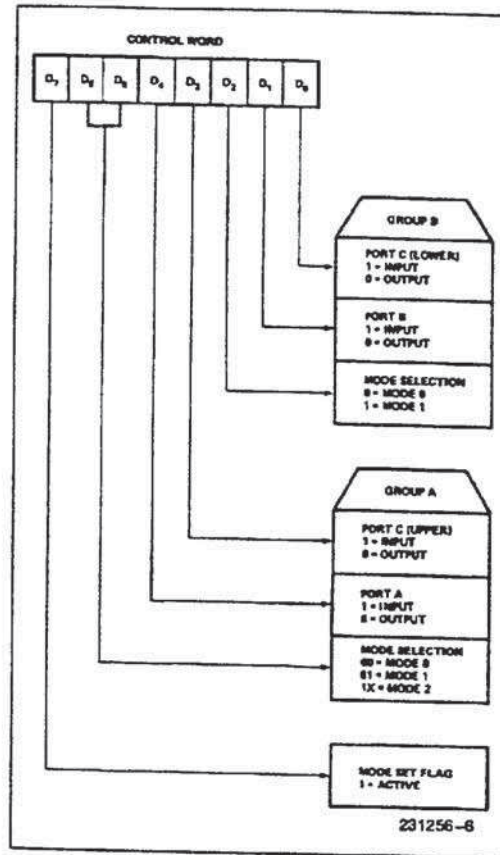 CONTROL WORD
D7 D6 D5 D4 D3 D2 D1 D0
GROUP B
PORT C (LOWER)
1 = INPUT
0 = OUTPUT
PORT B
1 = INPUT
0 = OUTPUT
MODE SELECTION
0 = MODE 0
1 = MODE 1
GROUP A
PORT C (UPPER)
1 = INPUT
0 = OUTPUT
PORT A
1 = INPUT
0 = OUTPUT
MODE SELECTION
00 = MODE 0
01 = MODE 1
1X = MODE 2
MODE SET FLAG
1 = ACTIVE
231256-6